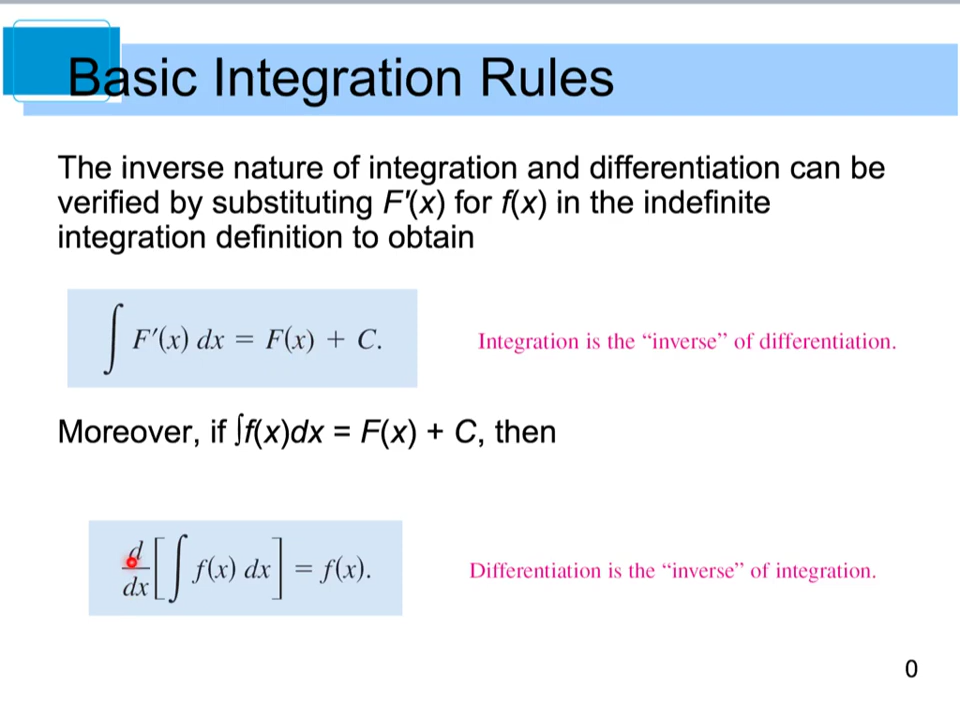 Basic Integration Rules
The inverse nature of integration and differentiation can be
verified by substituting F′(x) for f(x) in the indefinite
integration definition to obtain
∫ F′(x) dx = F(x) + C. Integration is the “inverse” of differentiation.
Moreover, if ∫f(x)dx = F(x) + C, then
d/dx [∫ f(x) dx] = f(x). Differentiation is the “inverse” of integration.
0